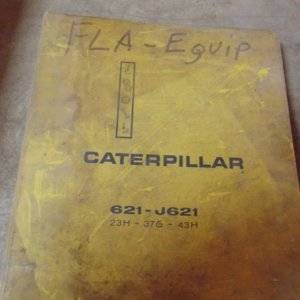 FLA - Equip
CATERPILLAR
621-J621
23H - 37G - 43H